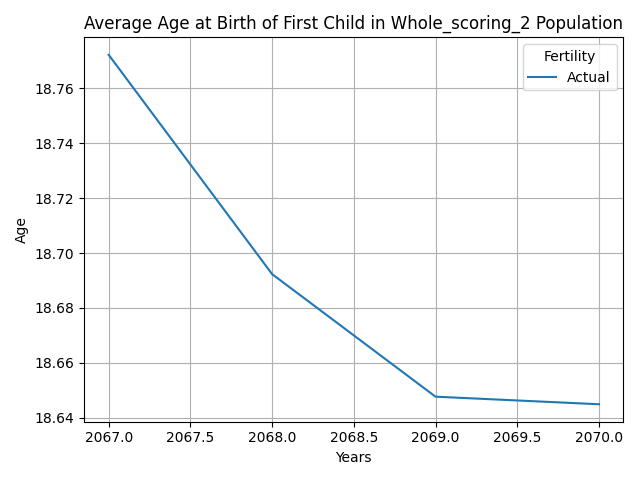 Average Age at Birth of First Child in Whole_scoring_2 Population
Fertility
Actual
18.76
18.74
18.72
18.70
18.68
18.66
18.64
Age
2067.0 2067.5 2068.0 2068.5 2069.0 2069.5 2070.0
Years